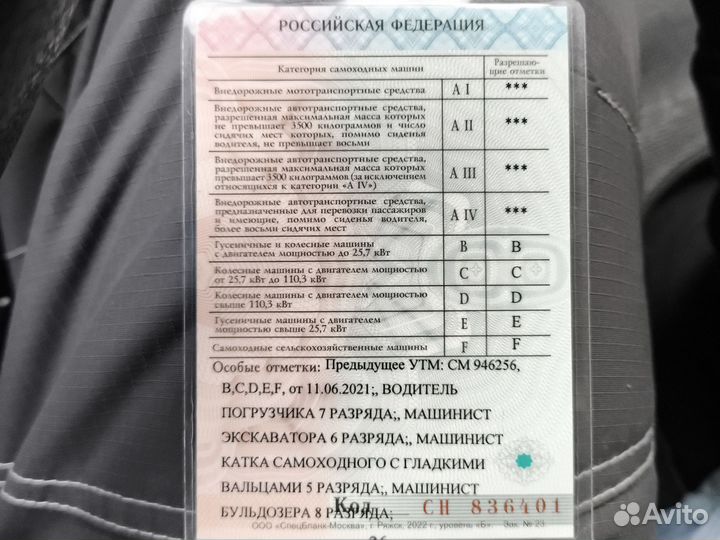 РОССИЙСКАЯ ФЕДЕРАЦИЯ
Категория самоходных машин
Разрешаю-
щие отметки
Внедорожные мототранспортные средства A I ***
Внедорожные автотранспортные средства,
разрешенная максимальная масса которых
не превышает 3500 килограммов и число
сидячих мест которых, помимо сиденья
водителя, не превышает восьми
A II ***
Внедорожные автотранспортные средства,
разрешенная максимальная масса которых
превышает 3500 килограммов (за исключением
относящихся к категории «A IV»)
A III ***
Внедорожные автотранспортные средства,
предназначенные для перевозки пассажиров
и имеющие, помимо сиденья водителя,
более восьми сидячих мест
A IV ***
Гусеничные и колесные машины
с двигателем мощностью до 25,7 кВт
B B
Колесные машины с двигателем мощностью
от 25,7 кВт до 110,3 кВт
C C
Колесные машины с двигателем мощностью
свыше 110,3 кВт
D D
Гусеничные машины с двигателем
мощностью свыше 25,7 кВт
E E
Самоходные сельскохозяйственные машины F F
Особые отметки: Предыдущее УТМ: СМ 946256,
B,C,D,E,F, от 11.06.2021;, ВОДИТЕЛЬ
ПОГРУЗЧИКА 7 РАЗРЯДА;, МАШИНИСТ
ЭКСКАВАТОРА 6 РАЗРЯДА;, МАШИНИСТ
КАТКА САМОХОДНОГО С ГЛАДКИМИ
ВАЛЬЦАМИ 5 РАЗРЯДА;, МАШИНИСТ
БУЛЬДОЗЕРА 8 РАЗРЯДА;
Код СН 836401
ООО «СпецБланк-Москва», г. Ряжск, 2022 г., уровень «Б». Зак. № 23.
Avito